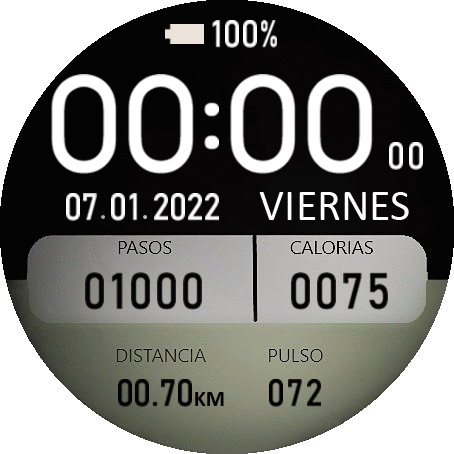 100%
00:00 00
07.01.2022 VIERNES
PASOS CALORIAS
01000 0075
DISTANCIA PULSO
00.70KM 072